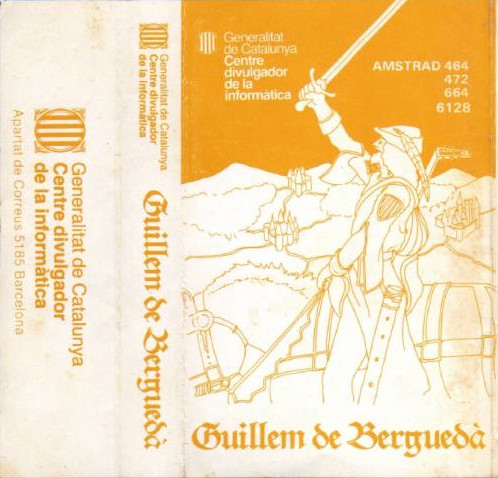 Generalitat de Catalunya
Centre divulgador
de la informàtica
Apartat de Correus 5185 Barcelona
Generalitat de Catalunya
Centre divulgador
de la informàtica
Guillem de Berguedà
Generalitat
de Catalunya
Centre
divulgador
de la
informàtica
AMSTRAD 464
472
664
6128
Guillem de Berguedà